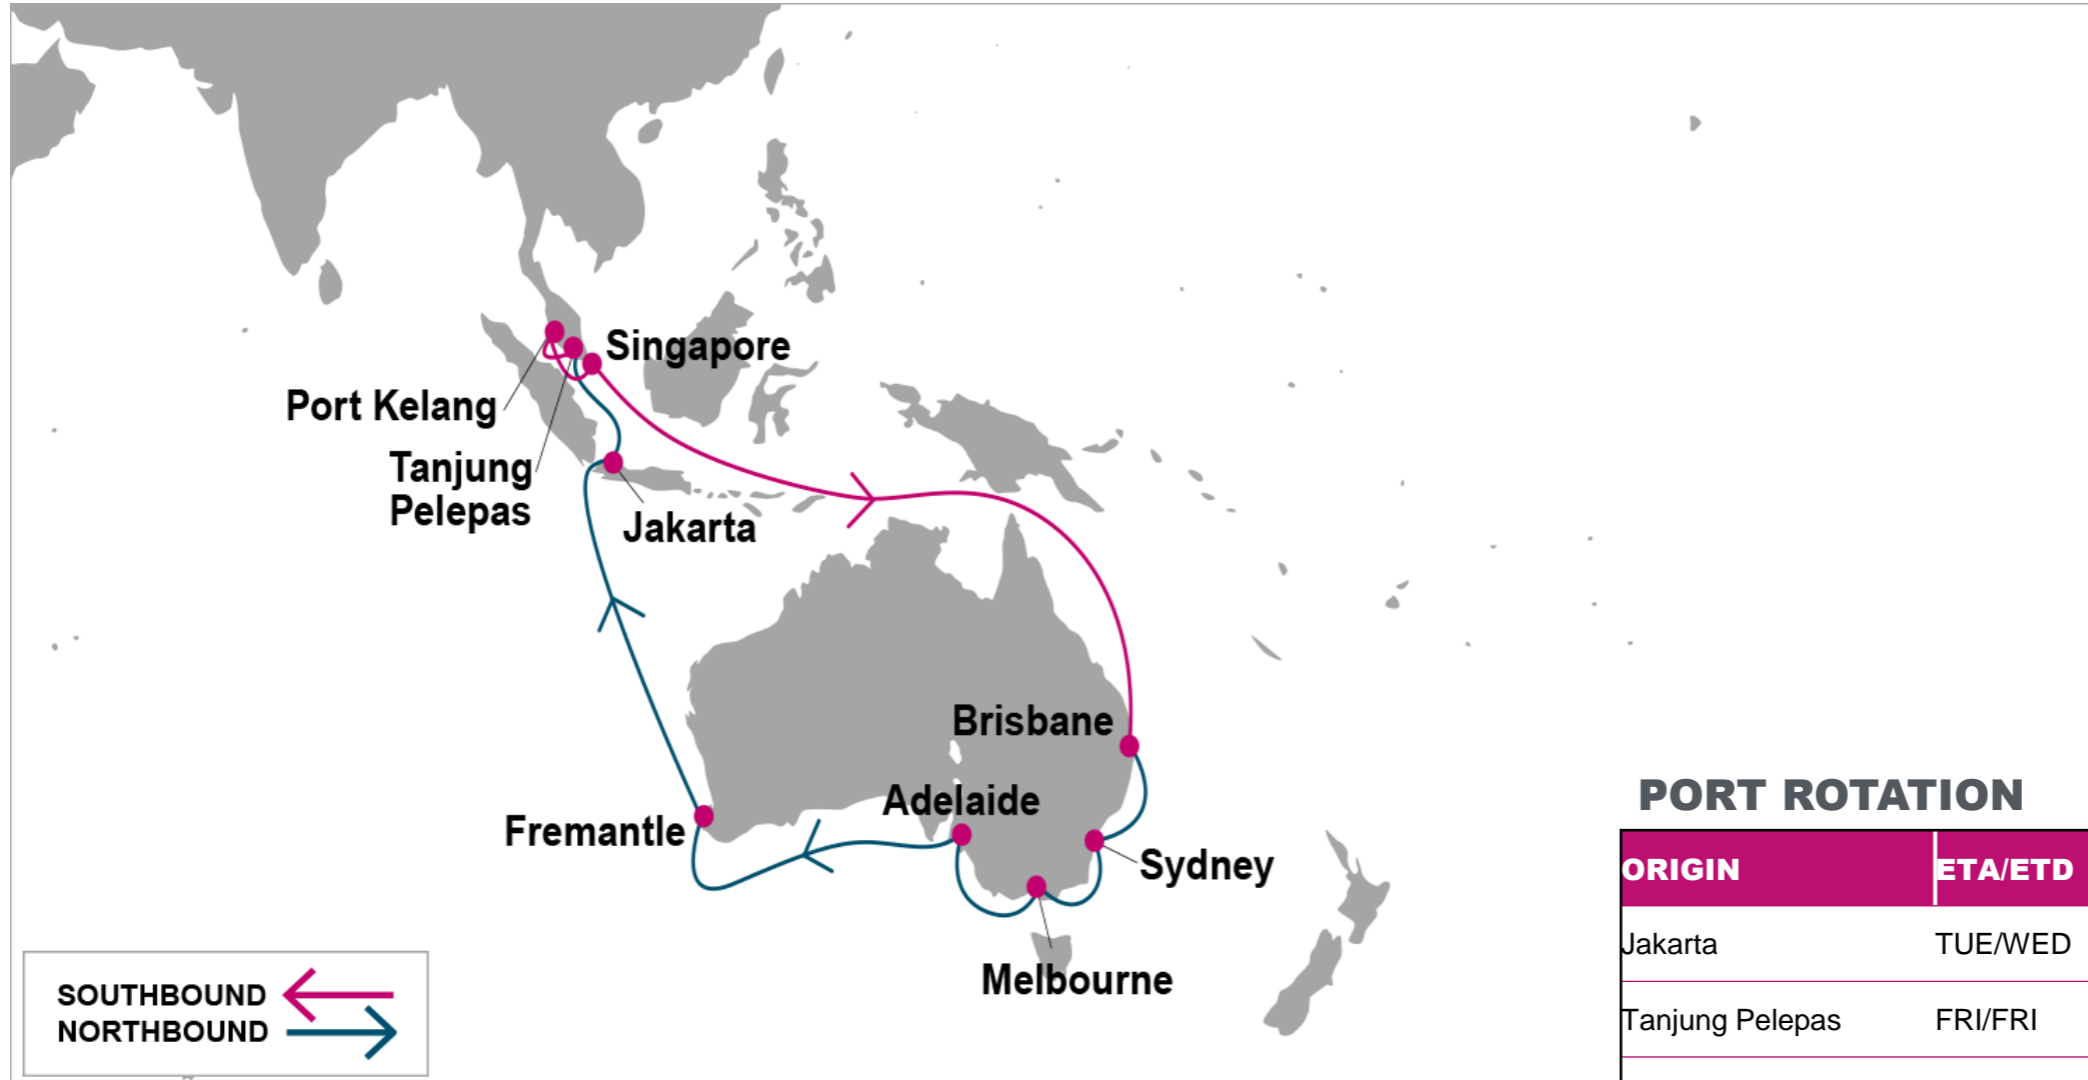 Singapore
Port Kelang
Tanjung
Pelepas
Jakarta
Brisbane
Adelaide
Fremantle
Sydney
Melbourne
SOUTHBOUND
NORTHBOUND
PORT ROTATION
ORIGIN ETA/ETD
Jakarta TUE/WED
Tanjung Pelepas FRI/FRI